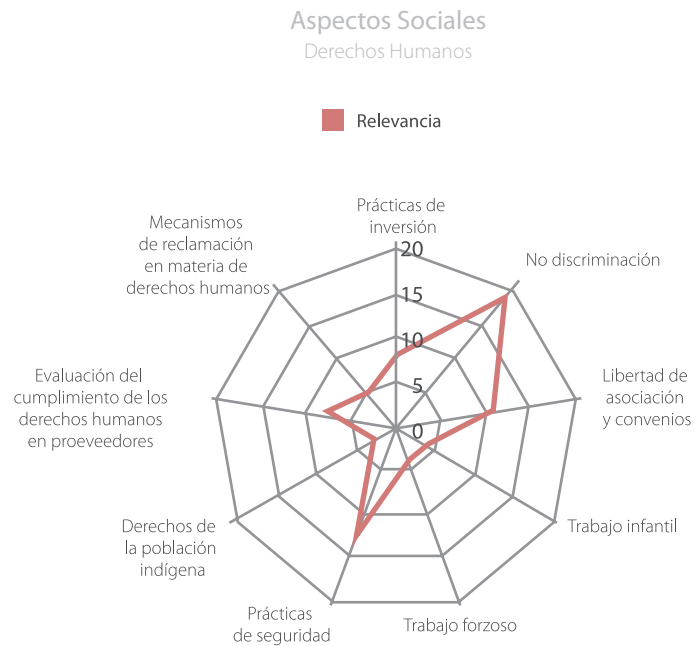 Aspectos Sociales
Derechos Humanos
Relevancia
Prácticas de
inversión
20
15
10
5
0
No discriminación
Libertad de
asociación
y convenios
Trabajo infantil
Trabajo forzoso
Prácticas
de seguridad
Derechos de
la población
indígena
Evaluación del
cumplimiento de los
derechos humanos
en proeveedores
Mecanismos
de reclamación
en materia de
derechos humanos